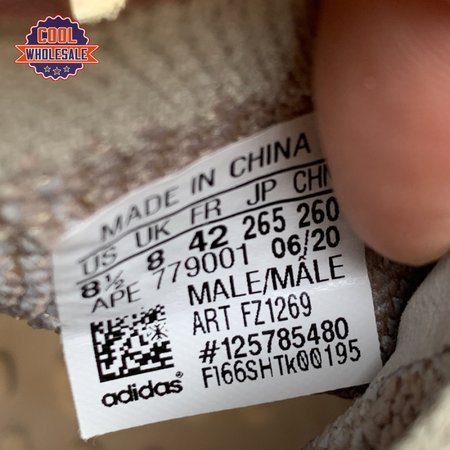 COOL
WHOLESALE
MADE IN CHINA
US UK FR JP CHN
8½ 8 42 265 260
APE 779001 06/20
MALE/MÂLE
ART FZ1269
#125785480
FI66SHTk00195
adidas